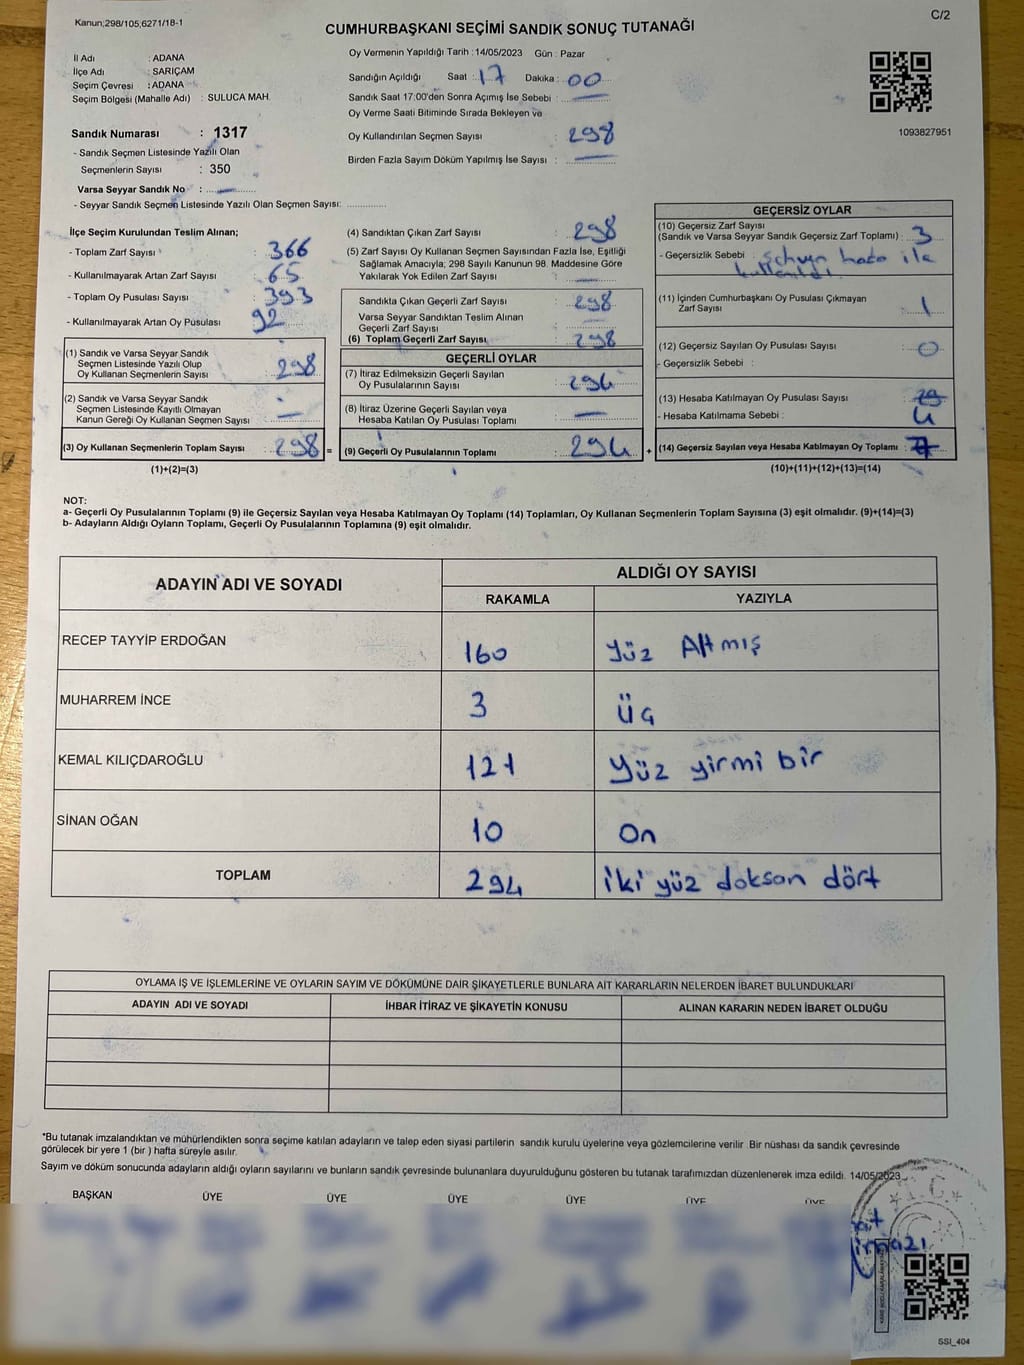 Kanun;298/105,6271/18-1
C/2
CUMHURBAŞKANI SEÇİMİ SANDIK SONUÇ TUTANAĞI
İl Adı : ADANA
İlçe Adı : SARIÇAM
Seçim Çevresi : ADANA
Seçim Bölgesi (Mahalle Adı) : SULUCA MAH.
Sandık Numarası : 1317
- Sandık Seçmen Listesinde Yazılı Olan
Seçmenlerin Sayısı : 350
Varsa Seyyar Sandık No : —
- Seyyar Sandık Seçmen Listesinde Yazılı Olan Seçmen Sayısı: ..............
Oy Vermenin Yapıldığı Tarih : 14/05/2023 Gün : Pazar
Sandığın Açıldığı Saat : 17 Dakika : 00
Sandık Saat 17:00'den Sonra Açımış İse Sebebi : —
Oy Verme Saati Bitiminde Sırada Bekleyen ve
Oy Kullandırılan Seçmen Sayısı : 298
Birden Fazla Sayım Döküm Yapılmış İse Sayısı : —
1093827951
İlçe Seçim Kurulundan Teslim Alınan;
- Toplam Zarf Sayısı : 366
- Kullanılmayarak Artan Zarf Sayısı : 65
- Toplam Oy Pusulası Sayısı : 393
- Kullanılmayarak Artan Oy Pusulası 92
(1) Sandık ve Varsa Seyyar Sandık
Seçmen Listesinde Yazılı Olup
Oy Kullanan Seçmenlerin Sayısı : 298
(2) Sandık ve Varsa Seyyar Sandık
Seçmen Listesinde Kayıtlı Olmayan
Kanun Gereği Oy Kullanan Seçmen Sayısı : —
(3) Oy Kullanan Seçmenlerin Toplam Sayısı : 298 =
(1)+(2)=(3)
(4) Sandıktan Çıkan Zarf Sayısı : 298
(5) Zarf Sayısı Oy Kullanan Seçmen Sayısından Fazla İse, Eşitliği
Sağlamak Amacıyla; 298 Sayılı Kanunun 98. Maddesine Göre
Yakılarak Yok Edilen Zarf Sayısı : —
Sandıkla Çıkan Geçerli Zarf Sayısı : 298
Varsa Seyyar Sandıktan Teslim Alınan
Geçerli Zarf Sayısı
(6) Toplam Geçerli Zarf Sayısı : 298
GEÇERLİ OYLAR
(7) İtiraz Edilmeksizin Geçerli Sayılan
Oy Pusulalarının Sayısı : 294
(8) İtiraz Üzerine Geçerli Sayılan veya
Hesaba Katılan Oy Pusulası Toplamı : —
(9) Geçerli Oy Pusulalarının Toplamı : 294 +
GEÇERSİZ OYLAR
(10) Geçersiz Zarf Sayısı
(Sandık ve Varsa Seyyar Sandık Geçersiz Zarf Toplamı) : 3
- Geçersizlik Sebebi : hata ile
kullanıldı
(11) İçinden Cumhurbaşkanı Oy Pusulası Çıkmayan
Zarf Sayısı : 1
(12) Geçersiz Sayılan Oy Pusulası Sayısı : 0
- Geçersizlik Sebebi :
(13) Hesaba Katılmayan Oy Pusulası Sayısı :
- Hesaba Katılmama Sebebi : 4
(14) Geçersiz Sayılan veya Hesaba Katılmayan Oy Toplamı :
(10)+(11)+(12)+(13)=(14)
NOT:
a- Geçerli Oy Pusulalarının Toplamı (9) ile Geçersiz Sayılan veya Hesaba Katılmayan Oy Toplamı (14) Toplamları, Oy Kullanan Seçmenlerin Toplam Sayısına (3) eşit olmalıdır. (9)+(14)=(3)
b- Adayların Aldığı Oyların Toplamı, Geçerli Oy Pusulalarının Toplamına (9) eşit olmalıdır.
ADAYIN ADI VE SOYADI ALDIĞI OY SAYISI
RAKAMLA YAZIYLA
RECEP TAYYİP ERDOĞAN 160 Yüz Altmış
MUHARREM İNCE 3 Üç
KEMAL KILIÇDAROĞLU 121 Yüz yirmi bir
SİNAN OĞAN 10 On
TOPLAM 294 iki yüz doksan dört
OYLAMA İŞ VE İŞLEMLERİNE VE OYLARIN SAYIM VE DÖKÜMÜNE DAİR ŞİKAYETLERLE BUNLARA AİT KARARLARIN NELERDEN İBARET BULUNDUKLARI
ADAYIN ADI VE SOYADI İHBAR İTİRAZ VE ŞİKAYETİN KONUSU ALINAN KARARIN NEDEN İBARET OLDUĞU
*Bu tutanak imzalandıktan ve mühürlendikten sonra seçime katılan adayların ve talep eden siyasi partilerin sandık kurulu üyelerine veya gözlemcilerine verilir Bir nüshası da sandık çevresinde
görülecek bir yere 1 (bir ) hafta süreyle asılır.
Sayım ve döküm sonucunda adayların aldığı oyların sayılarını ve bunların sandık çevresinde bulunanlara duyurulduğunu gösteren bu tutanak tarafımızdan düzenlenerek imza edildi. 14/05/2023
BAŞKAN ÜYE ÜYE ÜYE ÜYE ÜYE ÜYE
T.C.
SSİ_404